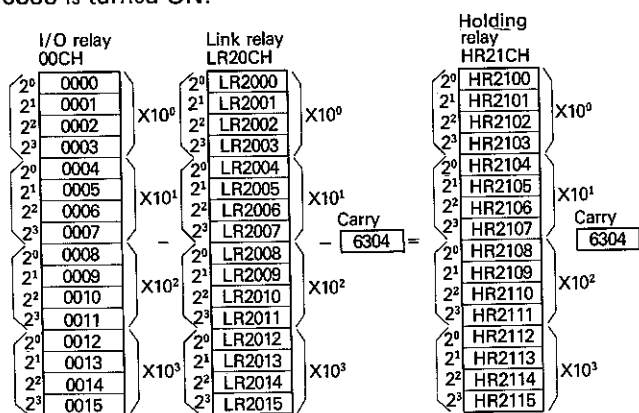 is turned ON.
I/O relay Link relay Holding relay
00CH LR20CH HR21CH
2⁰ 0000 2⁰ LR2000 2⁰ HR2100
2¹ 0001 2¹ LR2001 2¹ HR2101
X10⁰ X10⁰ X10⁰
2² 0002 2² LR2002 2² HR2102
2³ 0003 2³ LR2003 2³ HR2103
2⁰ 0004 2⁰ LR2004 2⁰ HR2104
2¹ 0005 2¹ LR2005 2¹ HR2105
X10¹ X10¹ X10¹
2² 0006 2² LR2006 2² HR2106
Carry Carry
2³ 0007 2³ LR2007 2³ HR2107
− − 6304 = 6304
2⁰ 0008 2⁰ LR2008 2⁰ HR2108
2¹ 0009 2¹ LR2009 2¹ HR2109
X10² X10² X10²
2² 0010 2² LR2010 2² HR2110
2³ 0011 2³ LR2011 2³ HR2111
2⁰ 0012 2⁰ LR2012 2⁰ HR2112
2¹ 0013 2¹ LR2013 2¹ HR2113
X10³ X10³ X10³
2² 0014 2² LR2014 2² HR2114
2³ 0015 2³ LR2015 2³ HR2115